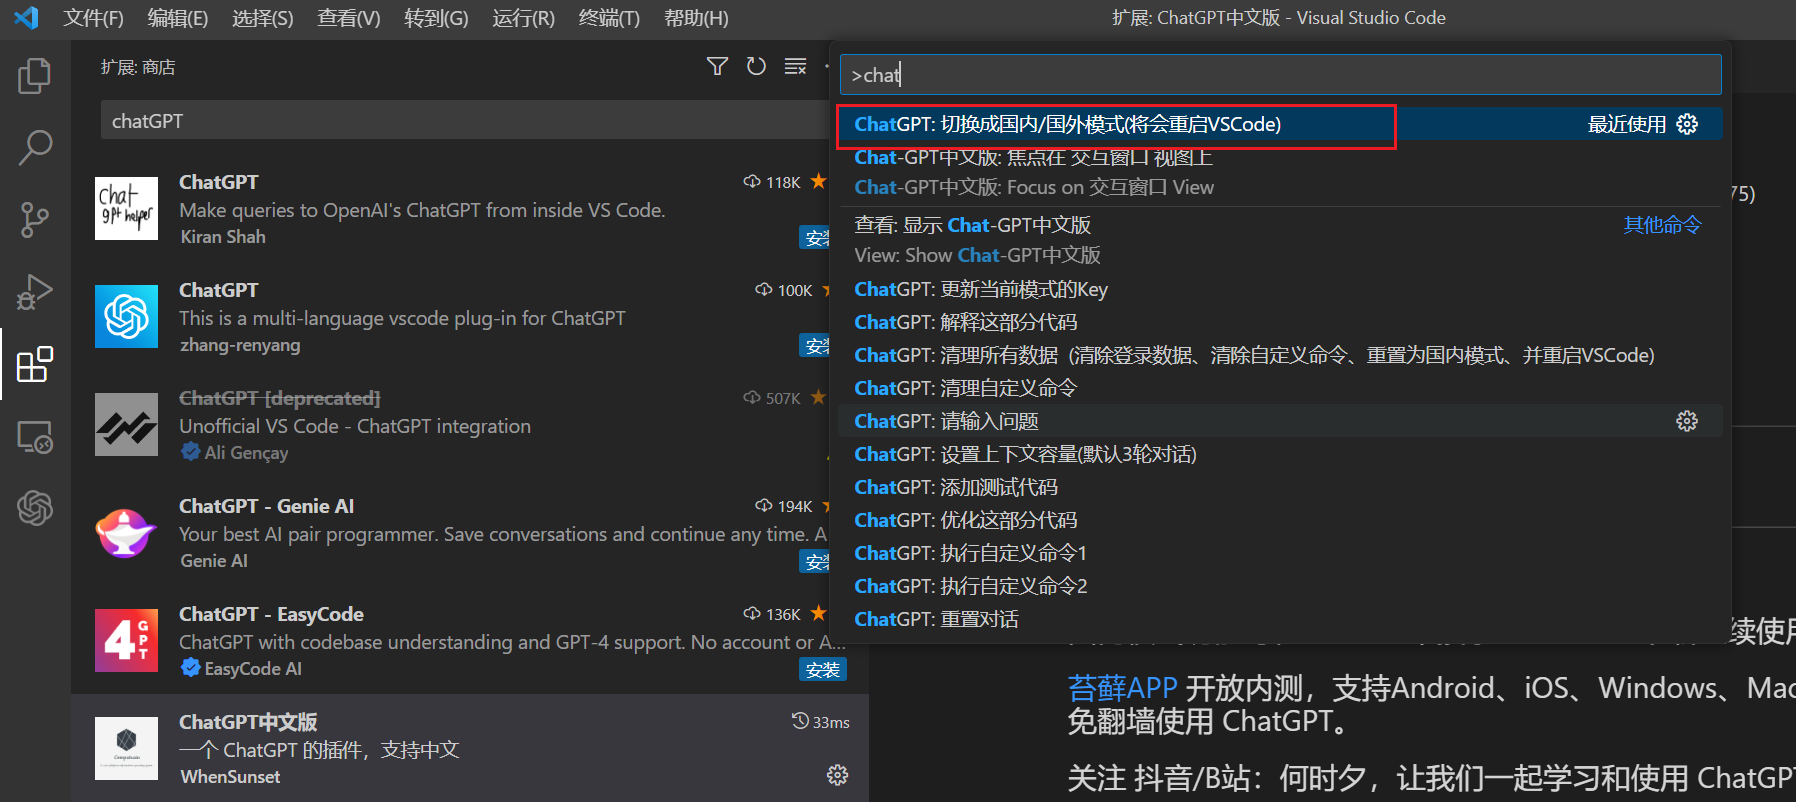 文件(F) 编辑(E) 选择(S) 查看(V) 转到(G) 运行(R) 终端(T) 帮助(H)
扩展: ChatGPT中文版 - Visual Studio Code
扩展: 商店
chatGPT
ChatGPT 118K
Make queries to OpenAI's ChatGPT from inside VS Code.
Kiran Shah
安装
Chat
gpt helper
ChatGPT 100K
This is a multi-language vscode plug-in for ChatGPT
zhang-renyang
安装
ChatGPT [deprecated] 507K
Unofficial VS Code - ChatGPT integration
Ali Gençay
ChatGPT - Genie AI 194K
Your best AI pair programmer. Save conversations and continue any time. A
Genie AI
安装
ChatGPT - EasyCode 136K
ChatGPT with codebase understanding and GPT-4 support. No account or A...
EasyCode AI
安装
4 GPT
ChatGPT中文版 33ms
一个 ChatGPT 的插件，支持中文
WhenSunset
>chat
ChatGPT: 切换成国内/国外模式(将会重启VSCode) 最近使用
Chat-GPT中文版: 焦点在 交互窗口 视图上
Chat-GPT中文版: Focus on 交互窗口 View
查看: 显示 Chat-GPT中文版 其他命令
View: Show Chat-GPT中文版
ChatGPT: 更新当前模式的Key
ChatGPT: 解释这部分代码
ChatGPT: 清理所有数据（清除登录数据、清除自定义命令、重置为国内模式、并重启VSCode)
ChatGPT: 清理自定义命令
ChatGPT: 请输入问题
ChatGPT: 设置上下文容量(默认3轮对话)
ChatGPT: 添加测试代码
ChatGPT: 优化这部分代码
ChatGPT: 执行自定义命令1
ChatGPT: 执行自定义命令2
ChatGPT: 重置对话
75)
续使用
苔藓APP 开放内测，支持Android、iOS、Windows、Mac
免翻墙使用 ChatGPT。
关注 抖音/B站：何时夕，让我们一起学习和使用 ChatGPT